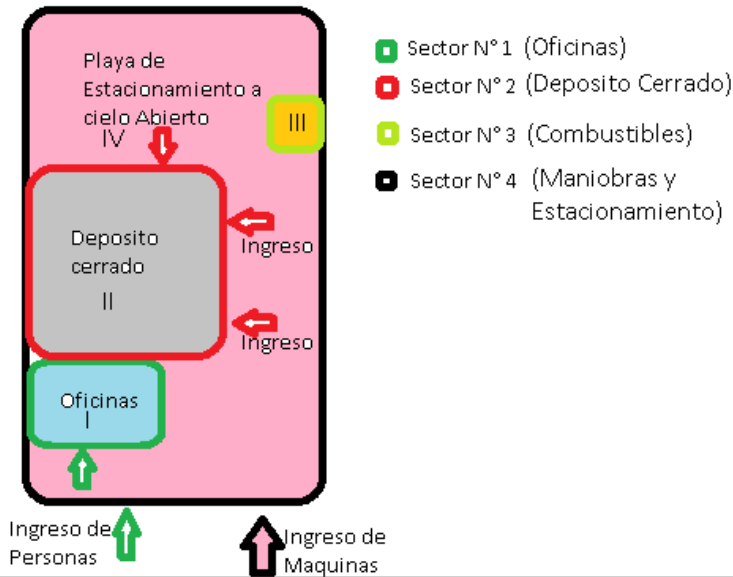 Playa de
Estacionamiento a
cielo Abierto
IV
III
Deposito
cerrado
II
Ingreso
Ingreso
Oficinas
I
Ingreso de
Personas
Ingreso de
Maquinas
Sector N° 1 (Oficinas)
Sector N° 2 (Deposito Cerrado)
Sector N° 3 (Combustibles)
Sector N° 4 (Maniobras y
Estacionamiento)